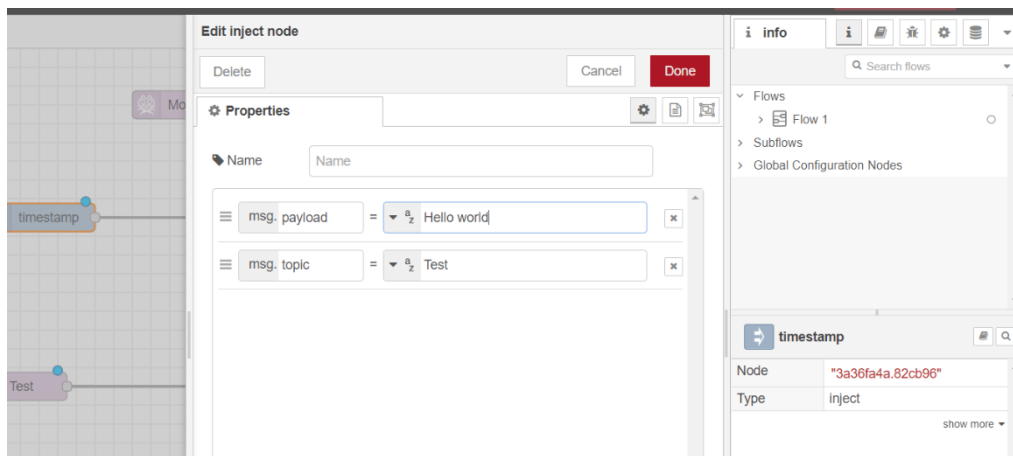 Edit inject node
Delete
Cancel
Done
Properties
Name
Name
msg. payload
=
a z Hello world
msg. topic
=
a z Test
Mo
timestamp
Test
i info
i
Search flows
Flows
Flow 1
Subflows
Global Configuration Nodes
timestamp
Node
"3a36fa4a.82cb96"
Type
inject
show more